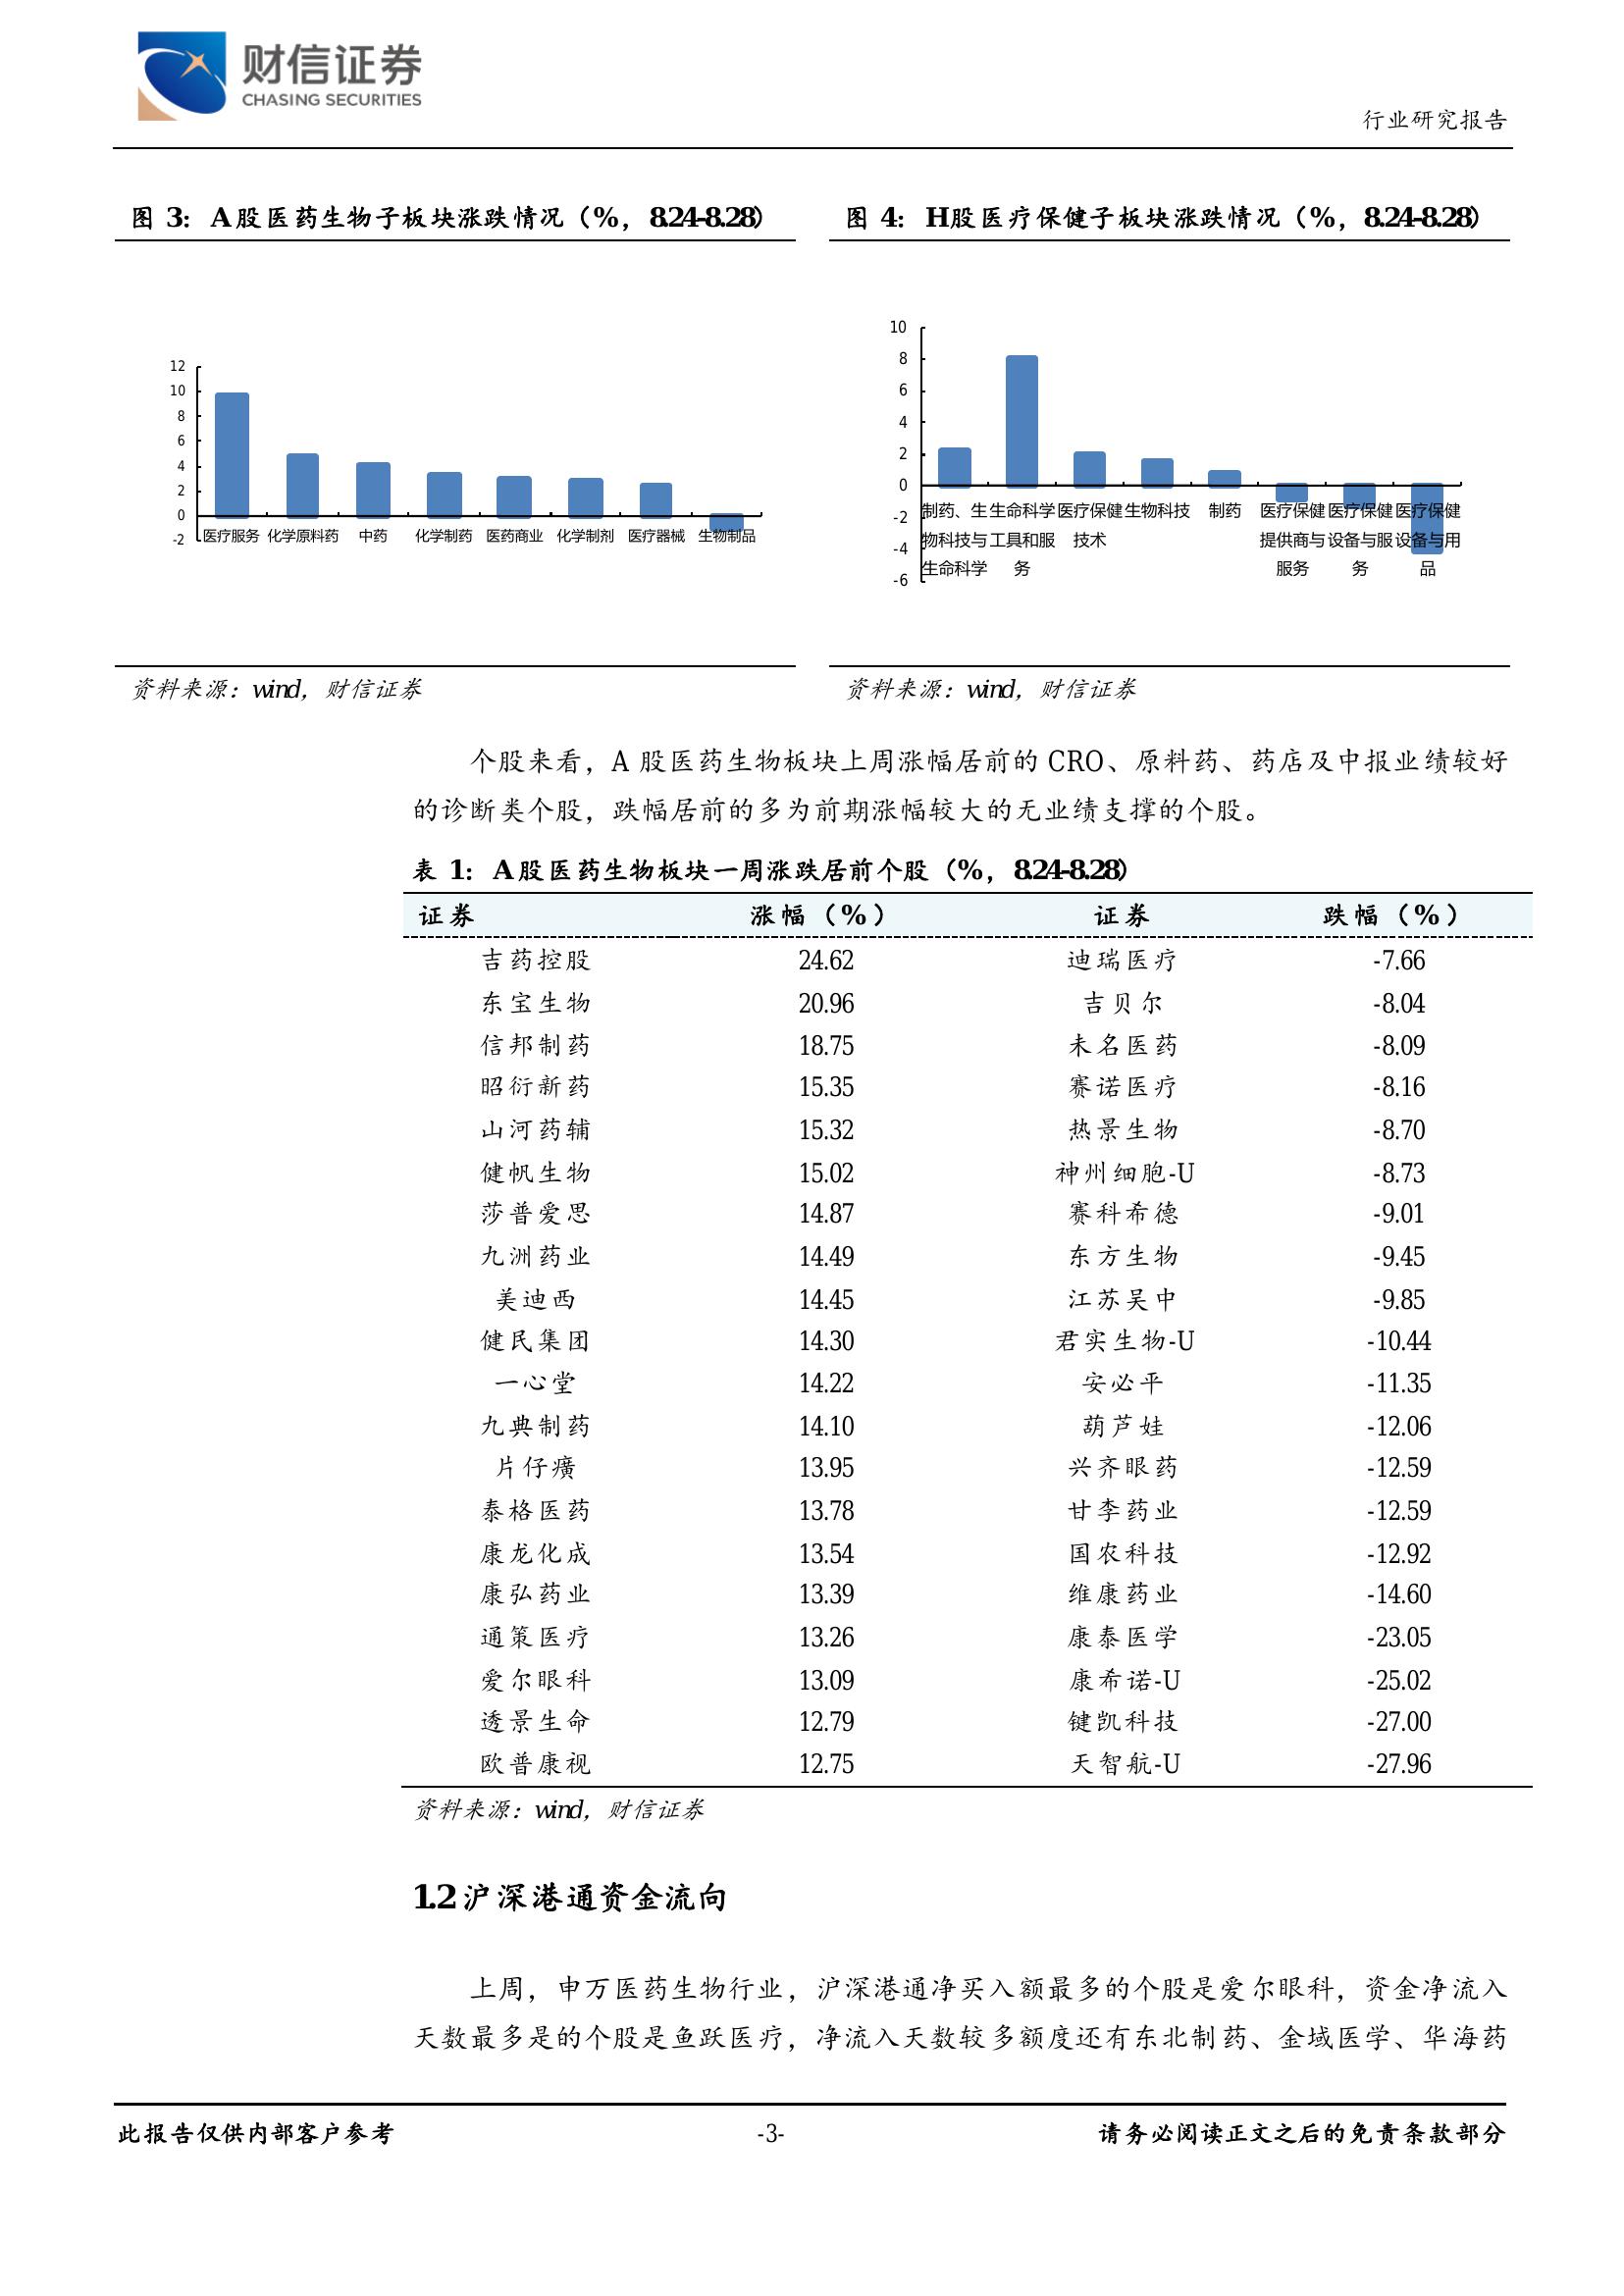 财信证券
CHASING SECURITIES
行业研究报告
图 3：A股医药生物子板块涨跌情况（%，8.24-8.28）
12
10
8
6
4
2
0
-2
医疗服务 化学原料药 中药 化学制药 医药商业 化学制剂 医疗器械 生物制品
资料来源：wind，财信证券
图 4：H股医疗保健子板块涨跌情况（%，8.24-8.28）
10
8
6
4
2
0
-2
-4
-6
制药、生物科技与生命科学 生命科学工具和服务 医疗保健技术 生物科技 制药 医疗保健提供商与服务 医疗保健设备与服务 医疗保健设备与用品
资料来源：wind，财信证券
个股来看，A 股医药生物板块上周涨幅居前的 CRO、原料药、药店及中报业绩较好
的诊断类个股，跌幅居前的多为前期涨幅较大的无业绩支撑的个股。
表 1：A股医药生物板块一周涨跌居前个股（%，8.24-8.28）
证券 涨幅（%） 证券 跌幅（%）
吉药控股 24.62 迪瑞医疗 -7.66
东宝生物 20.96 吉贝尔 -8.04
信邦制药 18.75 未名医药 -8.09
昭衍新药 15.35 赛诺医疗 -8.16
山河药辅 15.32 热景生物 -8.70
健帆生物 15.02 神州细胞-U -8.73
莎普爱思 14.87 赛科希德 -9.01
九洲药业 14.49 东方生物 -9.45
美迪西 14.45 江苏吴中 -9.85
健民集团 14.30 君实生物-U -10.44
一心堂 14.22 安必平 -11.35
九典制药 14.10 葫芦娃 -12.06
片仔癀 13.95 兴齐眼药 -12.59
泰格医药 13.78 甘李药业 -12.59
康龙化成 13.54 国农科技 -12.92
康弘药业 13.39 维康药业 -14.60
通策医疗 13.26 康泰医学 -23.05
爱尔眼科 13.09 康希诺-U -25.02
透景生命 12.79 键凯科技 -27.00
欧普康视 12.75 天智航-U -27.96
资料来源：wind，财信证券
1.2 沪深港通资金流向
上周，申万医药生物行业，沪深港通净买入额最多的个股是爱尔眼科，资金净流入
天数最多是的个股是鱼跃医疗，净流入天数较多额度还有东北制药、金域医学、华海药
此报告仅供内部客户参考 -3- 请务必阅读正文之后的免责条款部分